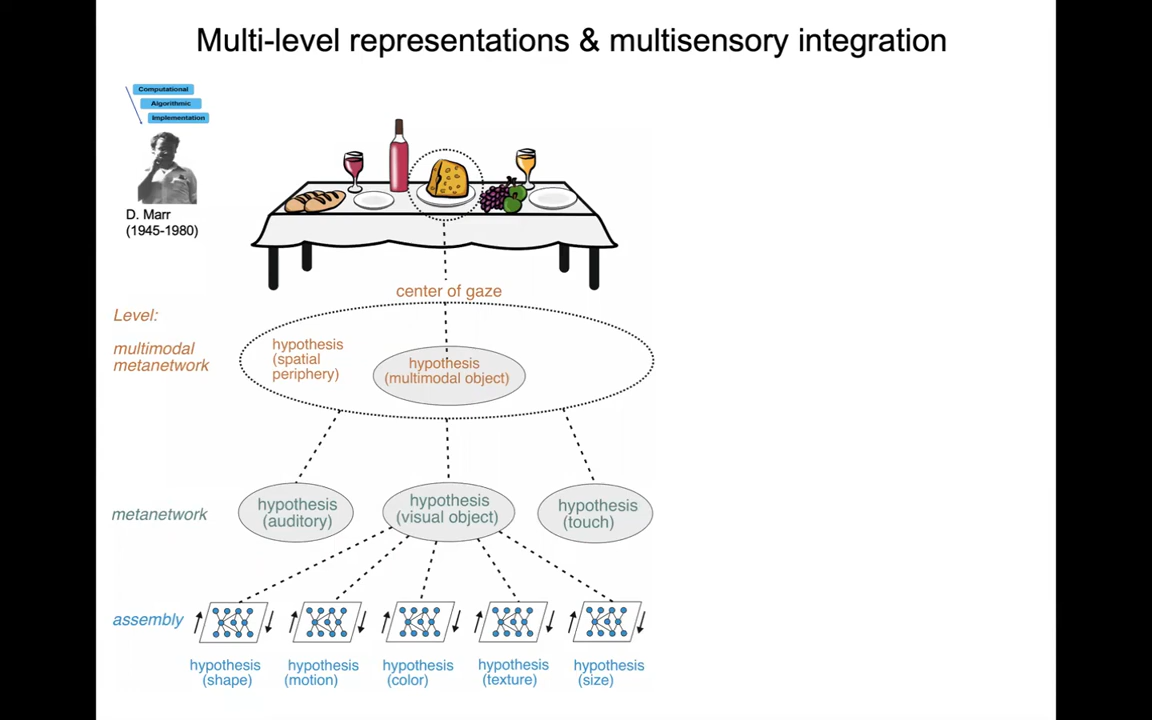 Multi-level representations & multisensory integration
Computational
Algorithmic
Implementation
D. Marr
(1945-1980)
center of gaze
Level:
multimodal
metanetwork
hypothesis
(spatial
periphery)
hypothesis
(multimodal object)
metanetwork
hypothesis
(auditory)
hypothesis
(visual object)
hypothesis
(touch)
assembly
hypothesis
(shape)
hypothesis
(motion)
hypothesis
(color)
hypothesis
(texture)
hypothesis
(size)